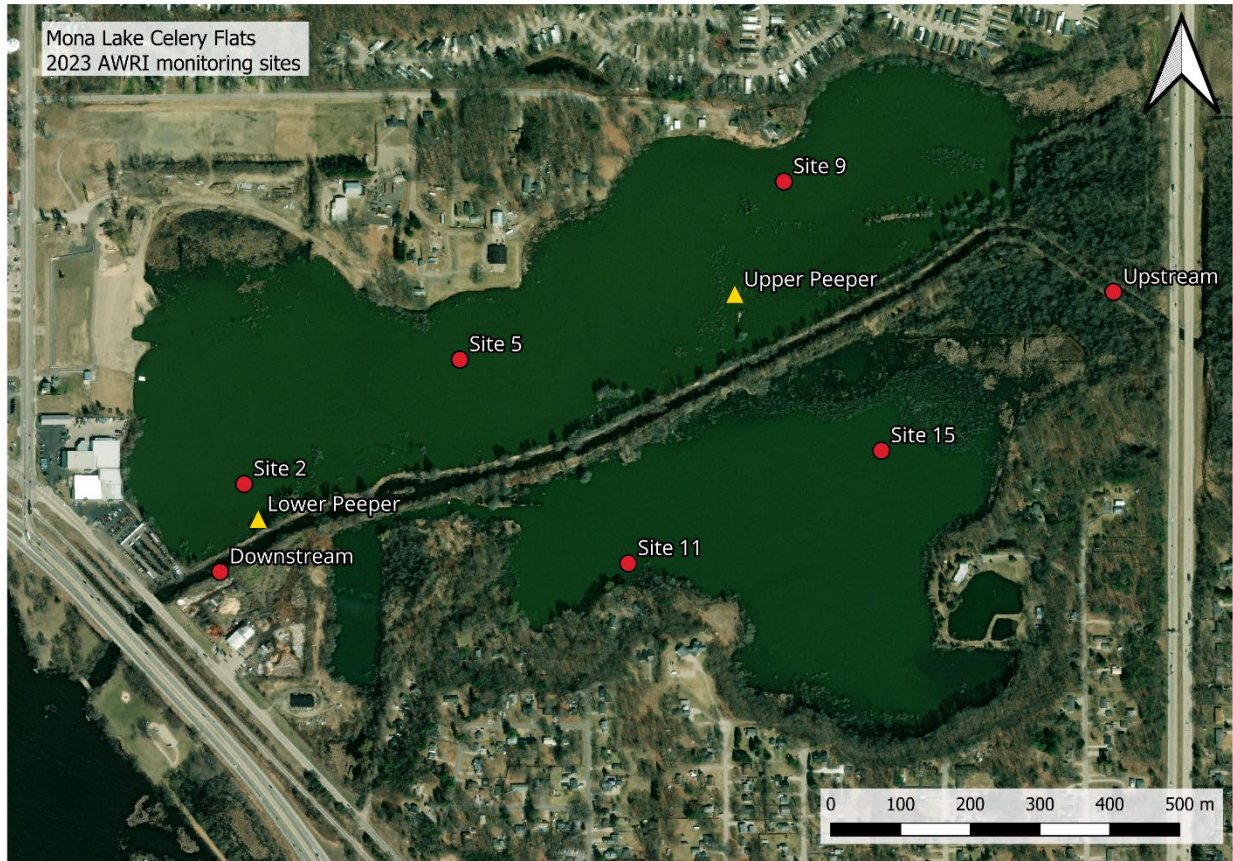 Mona Lake Celery Flats
2023 AWRI monitoring sites
Site 9
Upper Peeper
Upstream
Site 5
Site 15
Site 2
Lower Peeper
Downstream
Site 11
0 100 200 300 400 500 m